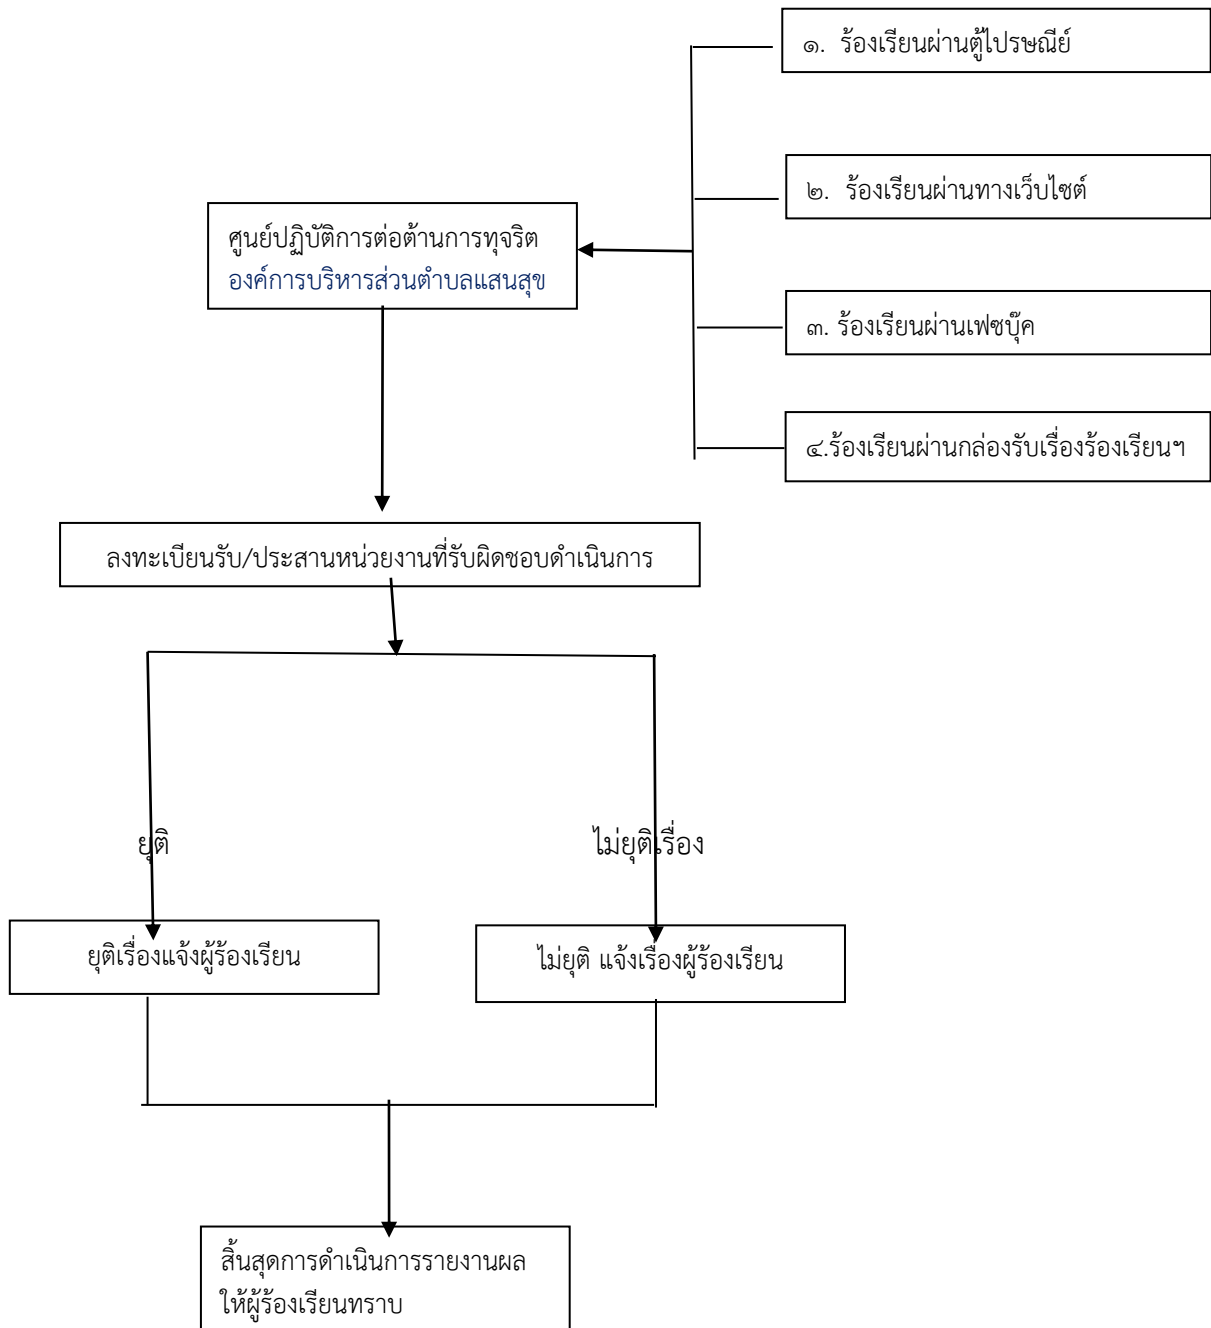 ๑. ร้องเรียนผ่านตู้ไปรษณีย์
๒. ร้องเรียนผ่านทางเว็บไซต์
ศูนย์ปฏิบัติการต่อต้านการทุจริต
องค์การบริหารส่วนตำบลแสนสุข
๓. ร้องเรียนผ่านเฟซบุ๊ค
๔.ร้องเรียนผ่านกล่องรับเรื่องร้องเรียนฯ
ลงทะเบียนรับ/ประสานหน่วยงานที่รับผิดชอบดำเนินการ
ยุติ
ไม่ยุติเรื่อง
ยุติเรื่องแจ้งผู้ร้องเรียน
ไม่ยุติ แจ้งเรื่องผู้ร้องเรียน
สิ้นสุดการดำเนินการรายงานผล
ให้ผู้ร้องเรียนทราบ